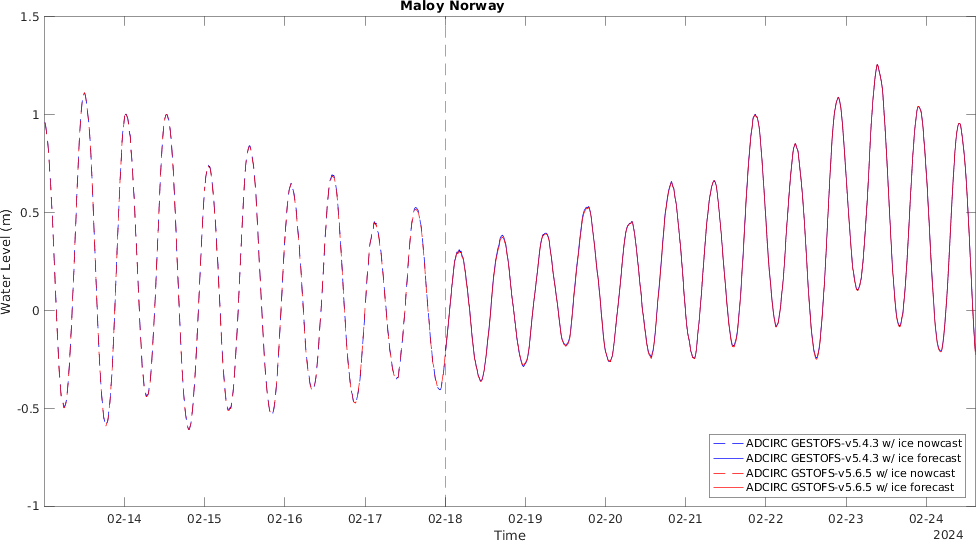 Maloy Norway
1.5
1
0.5
0
-0.5
-1
Water Level (m)
02-14 02-15 02-16 02-17 02-18 02-19 02-20 02-21 02-22 02-23 02-24
Time
2024
ADCIRC GESTOFS-v5.4.3 w/ ice nowcast
ADCIRC GESTOFS-v5.4.3 w/ ice forecast
ADCIRC GSTOFS-v5.6.5 w/ ice nowcast
ADCIRC GSTOFS-v5.6.5 w/ ice forecast